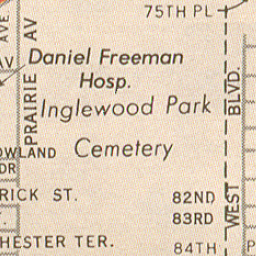 75TH PL
AVE.
PRAIRIE AV
AV
Daniel Freeman
Hosp.
Inglewood Park
Cemetery
WEST BLVD.
OWLAND
DR
RICK ST.
82ND
83RD
HESTER TER.
84TH
P